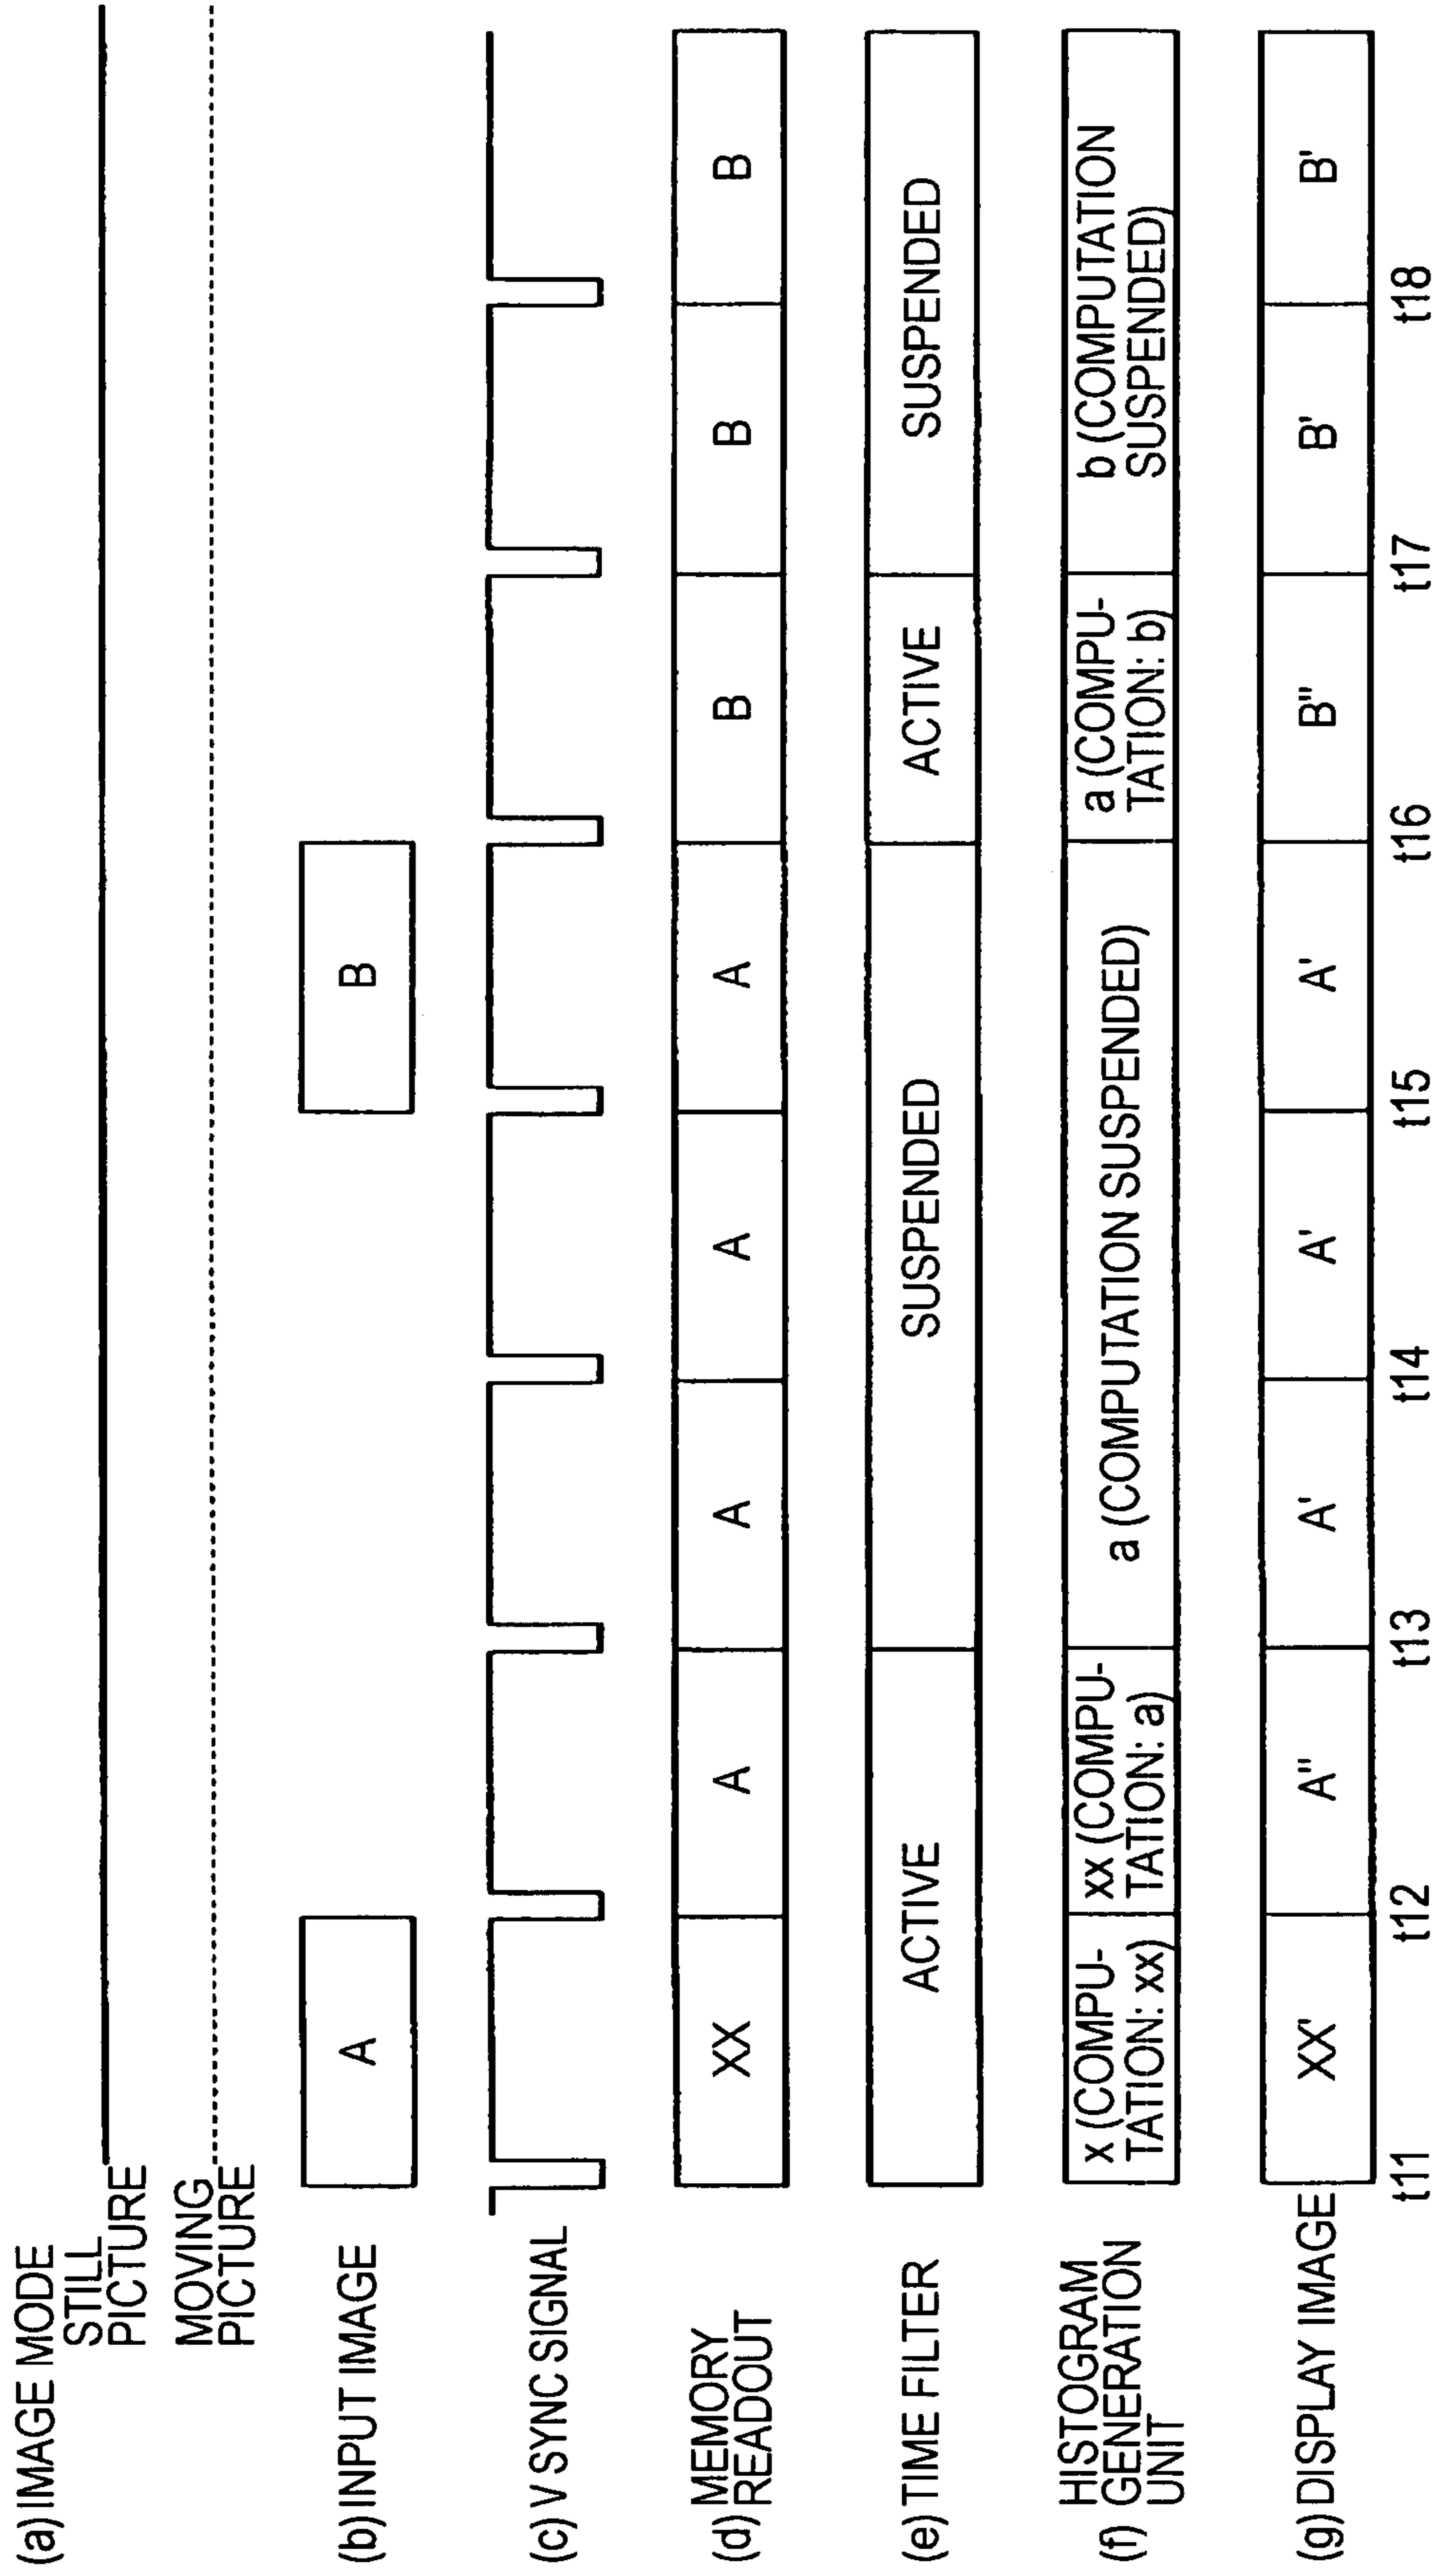 (a) IMAGE MODE
STILL
PICTURE
MOVING
PICTURE
(b) INPUT IMAGE
A
B
(c) V SYNC SIGNAL
(d) MEMORY
READOUT
XX
A
A
A
A
B
B
B
(e) TIME FILTER
ACTIVE
SUSPENDED
ACTIVE
SUSPENDED
HISTOGRAM
(f) GENERATION
UNIT
x (COMPU-
TATION: xx)
xx (COMPU-
TATION: a)
a (COMPUTATION SUSPENDED)
a (COMPU-
TATION: b)
b (COMPUTATION
SUSPENDED)
(g) DISPLAY IMAGE
XX'
A"
A'
A'
A'
B"
B'
B'
t11
t12
t13
t14
t15
t16
t17
t18